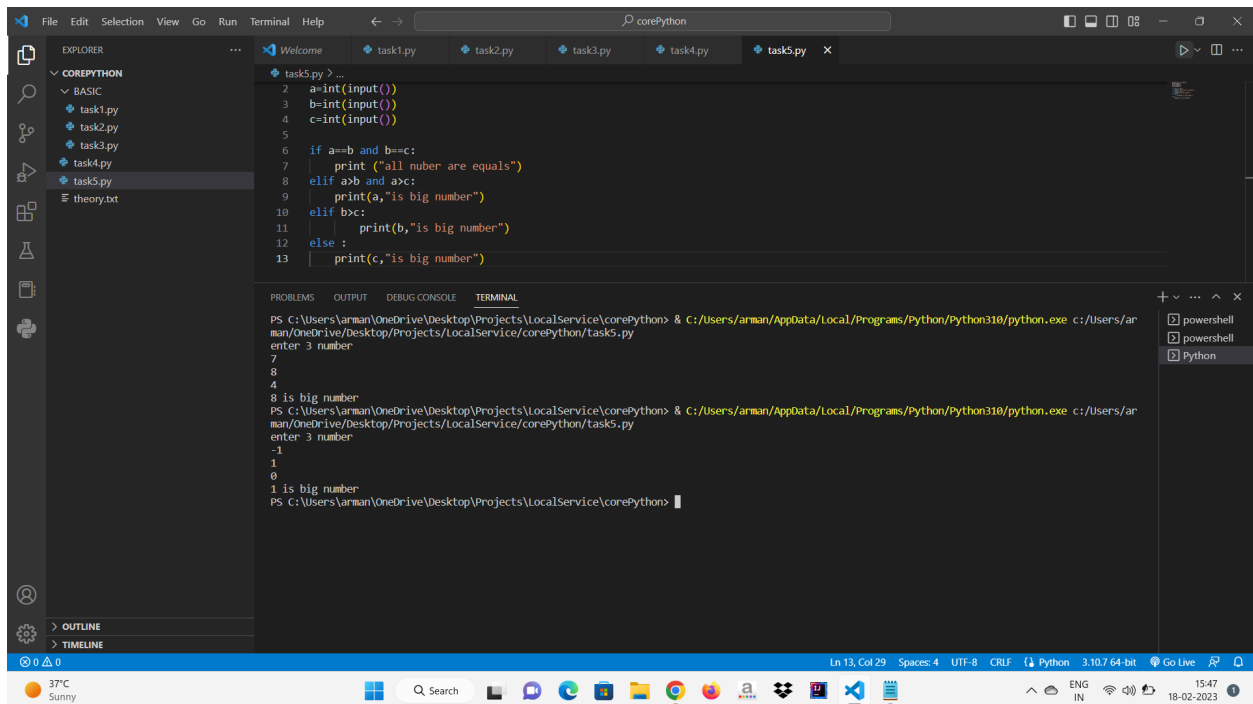 File Edit Selection View Go Run Terminal Help
corePython
EXPLORER
COREPYTHON
BASIC
task1.py
task2.py
task3.py
task4.py
task5.py
theory.txt
OUTLINE
TIMELINE
Welcome task1.py task2.py task3.py task4.py task5.py
task5.py > ...
2 a=int(input())
3 b=int(input())
4 c=int(input())
5
6 if a==b and b==c:
7 print ("all nuber are equals")
8 elif a>b and a>c:
9 print(a,"is big number")
10 elif b>c:
11 print(b,"is big number")
12 else :
13 print(c,"is big number")
PROBLEMS OUTPUT DEBUG CONSOLE TERMINAL
PS C:\Users\arman\OneDrive\Desktop\Projects\LocalService\corePython> & C:/Users/arman/AppData/Local/Programs/Python/Python310/python.exe c:/Users/ar
man/OneDrive/Desktop/Projects/LocalService/corePython/task5.py
enter 3 number
7
8
4
8 is big number
PS C:\Users\arman\OneDrive\Desktop\Projects\LocalService\corePython> & C:/Users/arman/AppData/Local/Programs/Python/Python310/python.exe c:/Users/ar
man/OneDrive/Desktop/Projects/LocalService/corePython/task5.py
enter 3 number
-1
1
0
1 is big number
PS C:\Users\arman\OneDrive\Desktop\Projects\LocalService\corePython>
powershell
powershell
Python
0 0 Ln 13, Col 29 Spaces: 4 UTF-8 CRLF Python 3.10.7 64-bit Go Live
37°C
Sunny
Search
ENG
IN
15:47
18-02-2023
1